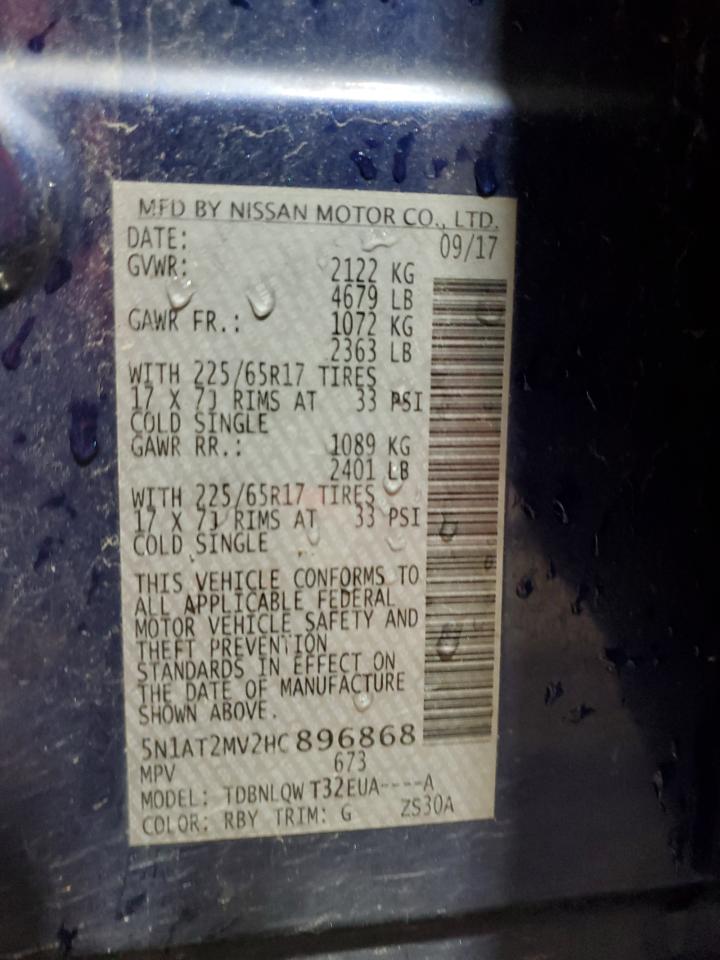 MFD BY NISSAN MOTOR CO., LTD.
DATE: 09/17
GVWR: 2122 KG
4679 LB
GAWR FR.: 1072 KG
2363 LB
WITH 225/65R17 TIRES
17 X 7J RIMS AT 33 PSI
COLD SINGLE
GAWR RR.: 1089 KG
2401 LB
WITH 225/65R17 TIRES
17 X 7J RIMS AT 33 PSI
COLD SINGLE
THIS VEHICLE CONFORMS TO
ALL APPLICABLE FEDERAL
MOTOR VEHICLE SAFETY AND
THEFT PREVENTION
STANDARDS IN EFFECT ON
THE DATE OF MANUFACTURE
SHOWN ABOVE.
5N1AT2MV2HC896868
MPV 673
MODEL: TDBNLQW T32EUA----A
COLOR: RBY TRIM: G ZS30A